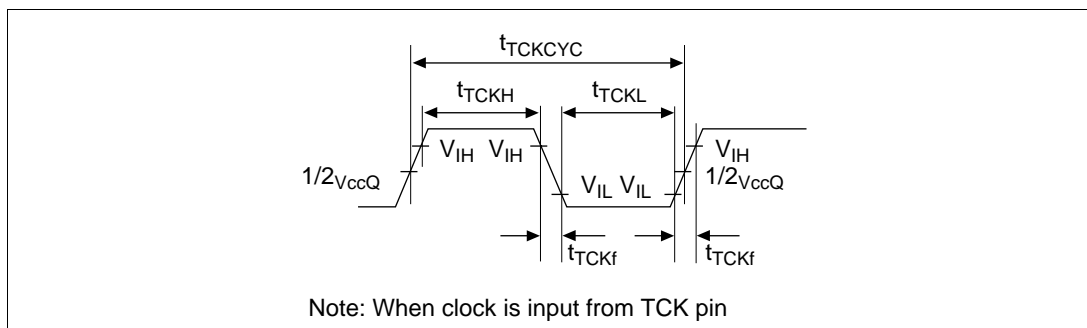 tTCKCYC
tTCKH tTCKL
VIH VIH VIH
1/2VccQ 1/2VccQ
VIL VIL
tTCKf tTCKf
Note: When clock is input from TCK pin